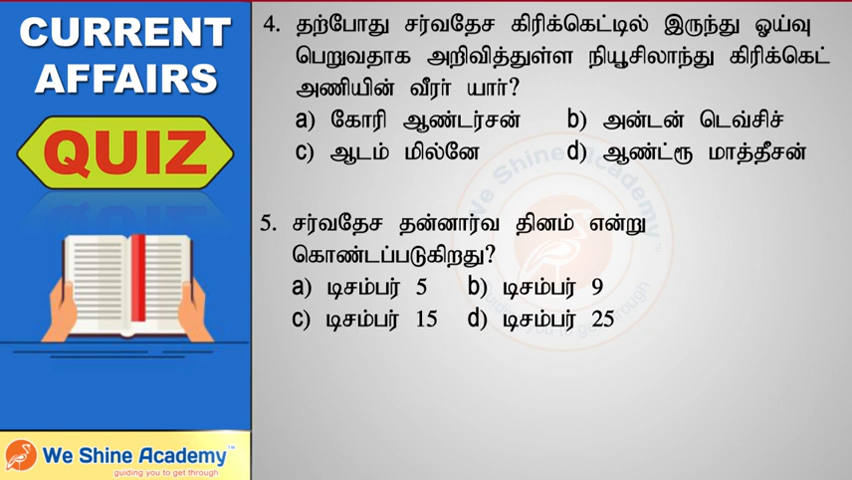 CURRENT
AFFAIRS
QUIZ
We Shine Academy™
guiding you to get through
4. தற்போது சர்வதேச கிரிக்கெட்டில் இருந்து ஓய்வு
பெறுவதாக அறிவித்துள்ள நியூசிலாந்து கிரிக்கெட்
அணியின் வீரர் யார்?
a) கோரி ஆண்டர்சன் b) அன்டன் டெவ்சிச்
c) ஆடம் மில்னே d) ஆண்ட்ரூ மாத்தீசன்
5. சர்வதேச தன்னார்வ தினம் என்று
கொண்டப்படுகிறது?
a) டிசம்பர் 5 b) டிசம்பர் 9
c) டிசம்பர் 15 d) டிசம்பர் 25